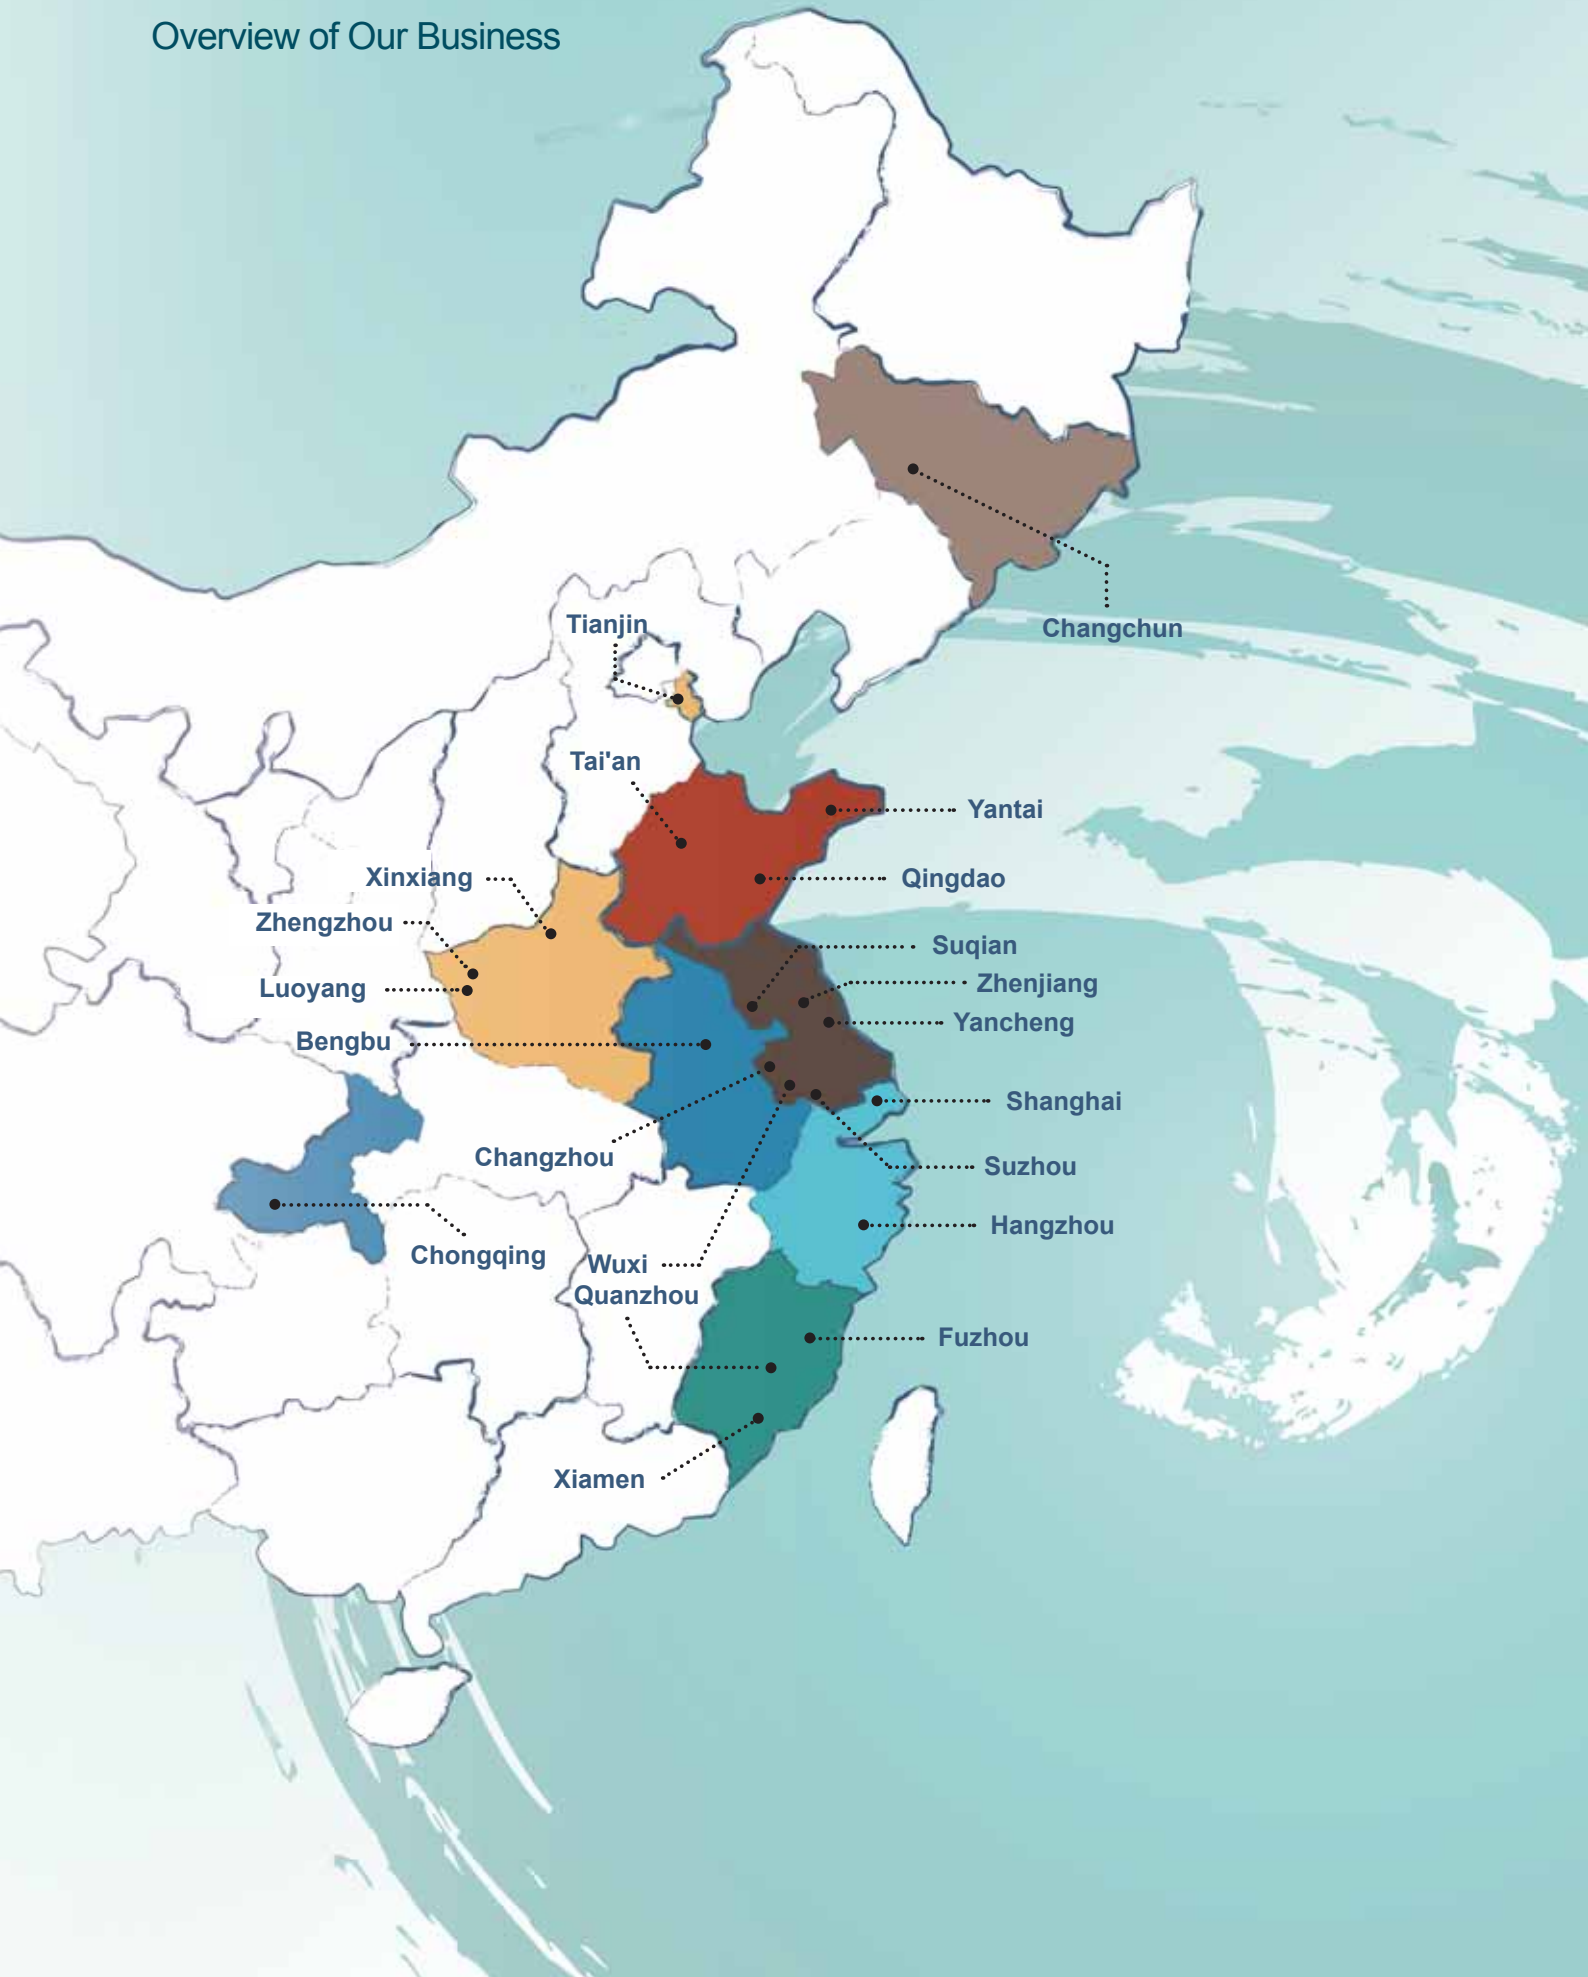 Overview of Our Business
Tianjin
Changchun
Tai'an
Yantai
Xinxiang
Qingdao
Zhengzhou
Suqian
Luoyang
Zhenjiang
Yancheng
Bengbu
Shanghai
Changzhou
Suzhou
Hangzhou
Chongqing
Wuxi
Quanzhou
Fuzhou
Xiamen